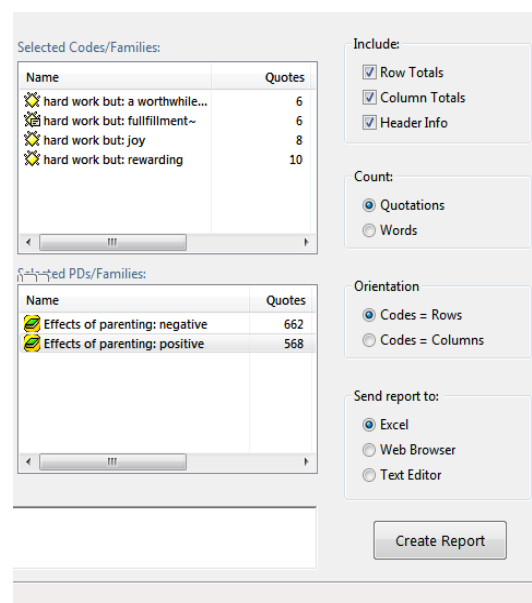 Selected Codes/Families:
Name Quotes
hard work but: a worthwhile... 6
hard work but: fullfillment~ 6
hard work but: joy 8
hard work but: rewarding 10
Selected PDs/Families:
Name Quotes
Effects of parenting: negative 662
Effects of parenting: positive 568
Include:
Row Totals
Column Totals
Header Info
Count:
Quotations
Words
Orientation
Codes = Rows
Codes = Columns
Send report to:
Excel
Web Browser
Text Editor
Create Report